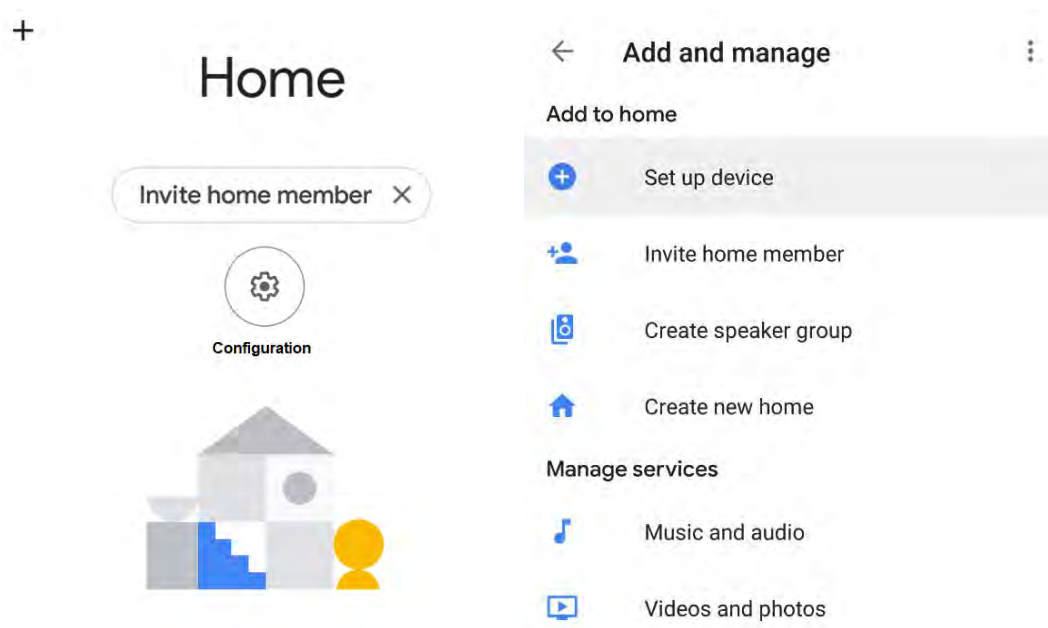 Home
Invite home member
Configuration
Add and manage
Add to home
Set up device
Invite home member
Create speaker group
Create new home
Manage services
Music and audio
Videos and photos